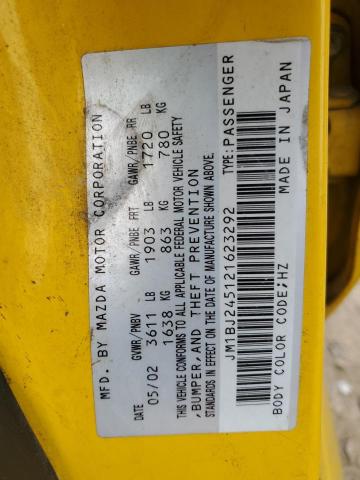 MFD. BY MAZDA MOTOR CORPORATION
DATE GVWR/PNBV GAWR/PNBE FRT GAWR/PNBE RR
05/02 3611 LB 1903 LB 1720 LB
1638 KG 863 KG 780 KG
THIS VEHICLE CONFORMS TO ALL APPLICABLE FEDERAL MOTOR VEHICLE SAFETY
,BUMPER,AND THEFT PREVENTION
STANDARDS IN EFFECT ON THE DATE OF MANUFACTURE SHOWN ABOVE.
JM1BJ245121623292 TYPE:PASSENGER
BODY COLOR CODE;HZ MADE IN JAPAN